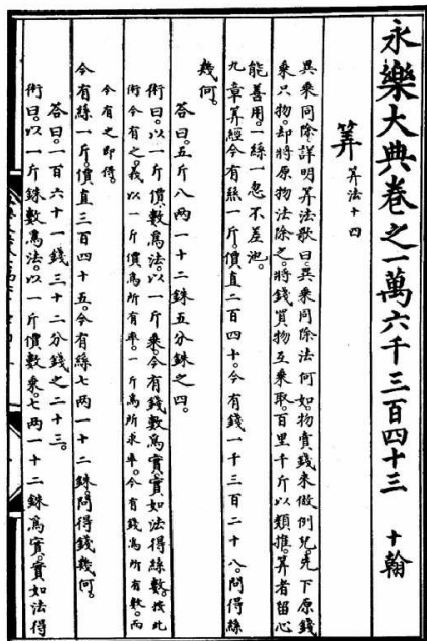 永樂大典卷之一萬六千三百四十三　十翰
筭　筭法十四
異乘同除詳明筭法歌曰異乘同除法何如。物賣錢來做例兒。先下原錢
乘只物。却將原物法除之。將錢買物互乘取。百里千斤以類推。筭者留心
能善用。一絲一忽不差池。
九章筭經今有絲一斤。價直二百四十。今有錢一千三百二十八。問得絲
幾何。
荅曰。五斤八兩一十二銖五分銖之四。
術曰。以一斤價數爲法。以一斤乘今有錢數爲實。實如法得絲數。按此
術今有之義。以一斤價爲所有率。一斤爲所求率。今有錢爲所有數。而
今有之即得。
今有絲一斤。價直三百四十五。今有絲七兩一十二銖。問得錢幾何。
荅曰。一百六十一錢三十二分錢之二十三。
術曰。以一斤銖數爲法。以一斤價數乘。七兩一十二銖爲實。實如法得